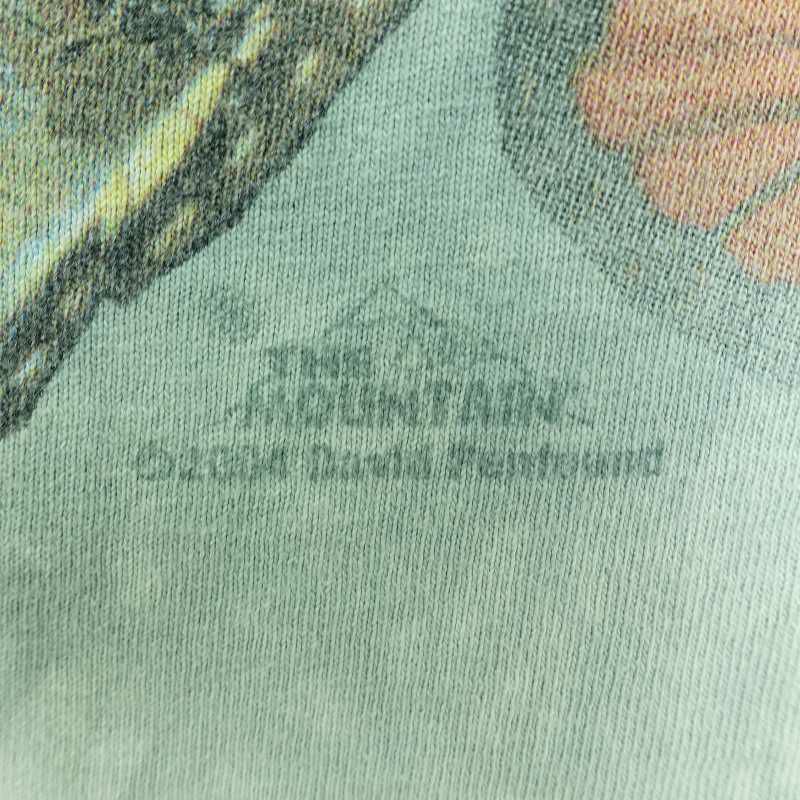 THE
MOUNTAIN
©2004 David Penfound